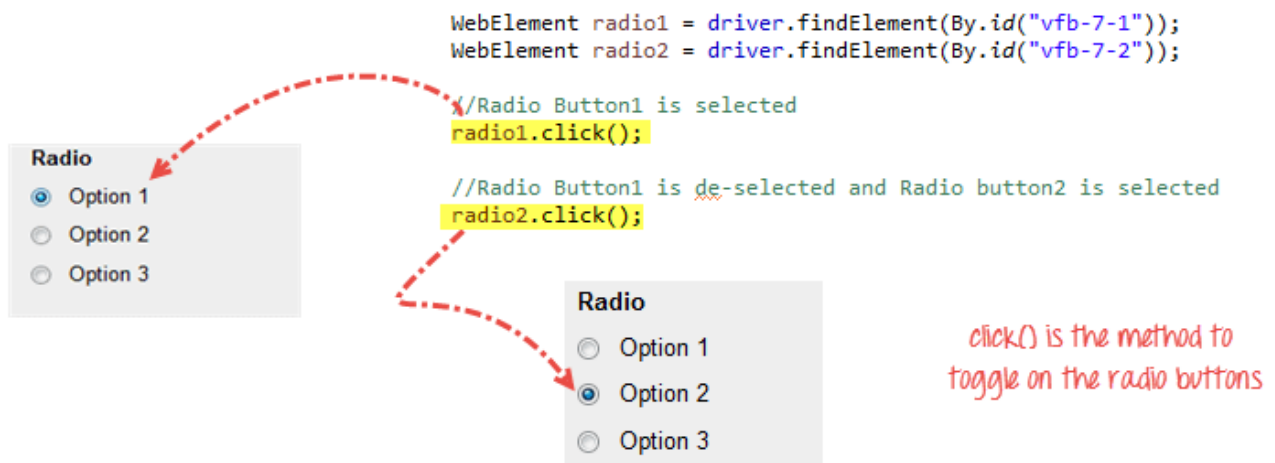 WebElement radio1 = driver.findElement(By.id("vfb-7-1"));
WebElement radio2 = driver.findElement(By.id("vfb-7-2"));
//Radio Button1 is selected
radio1.click();
//Radio Button1 is de-selected and Radio button2 is selected
radio2.click();
Radio
Option 1
Option 2
Option 3
Radio
Option 1
Option 2
Option 3
click() is the method to
toggle on the radio buttons